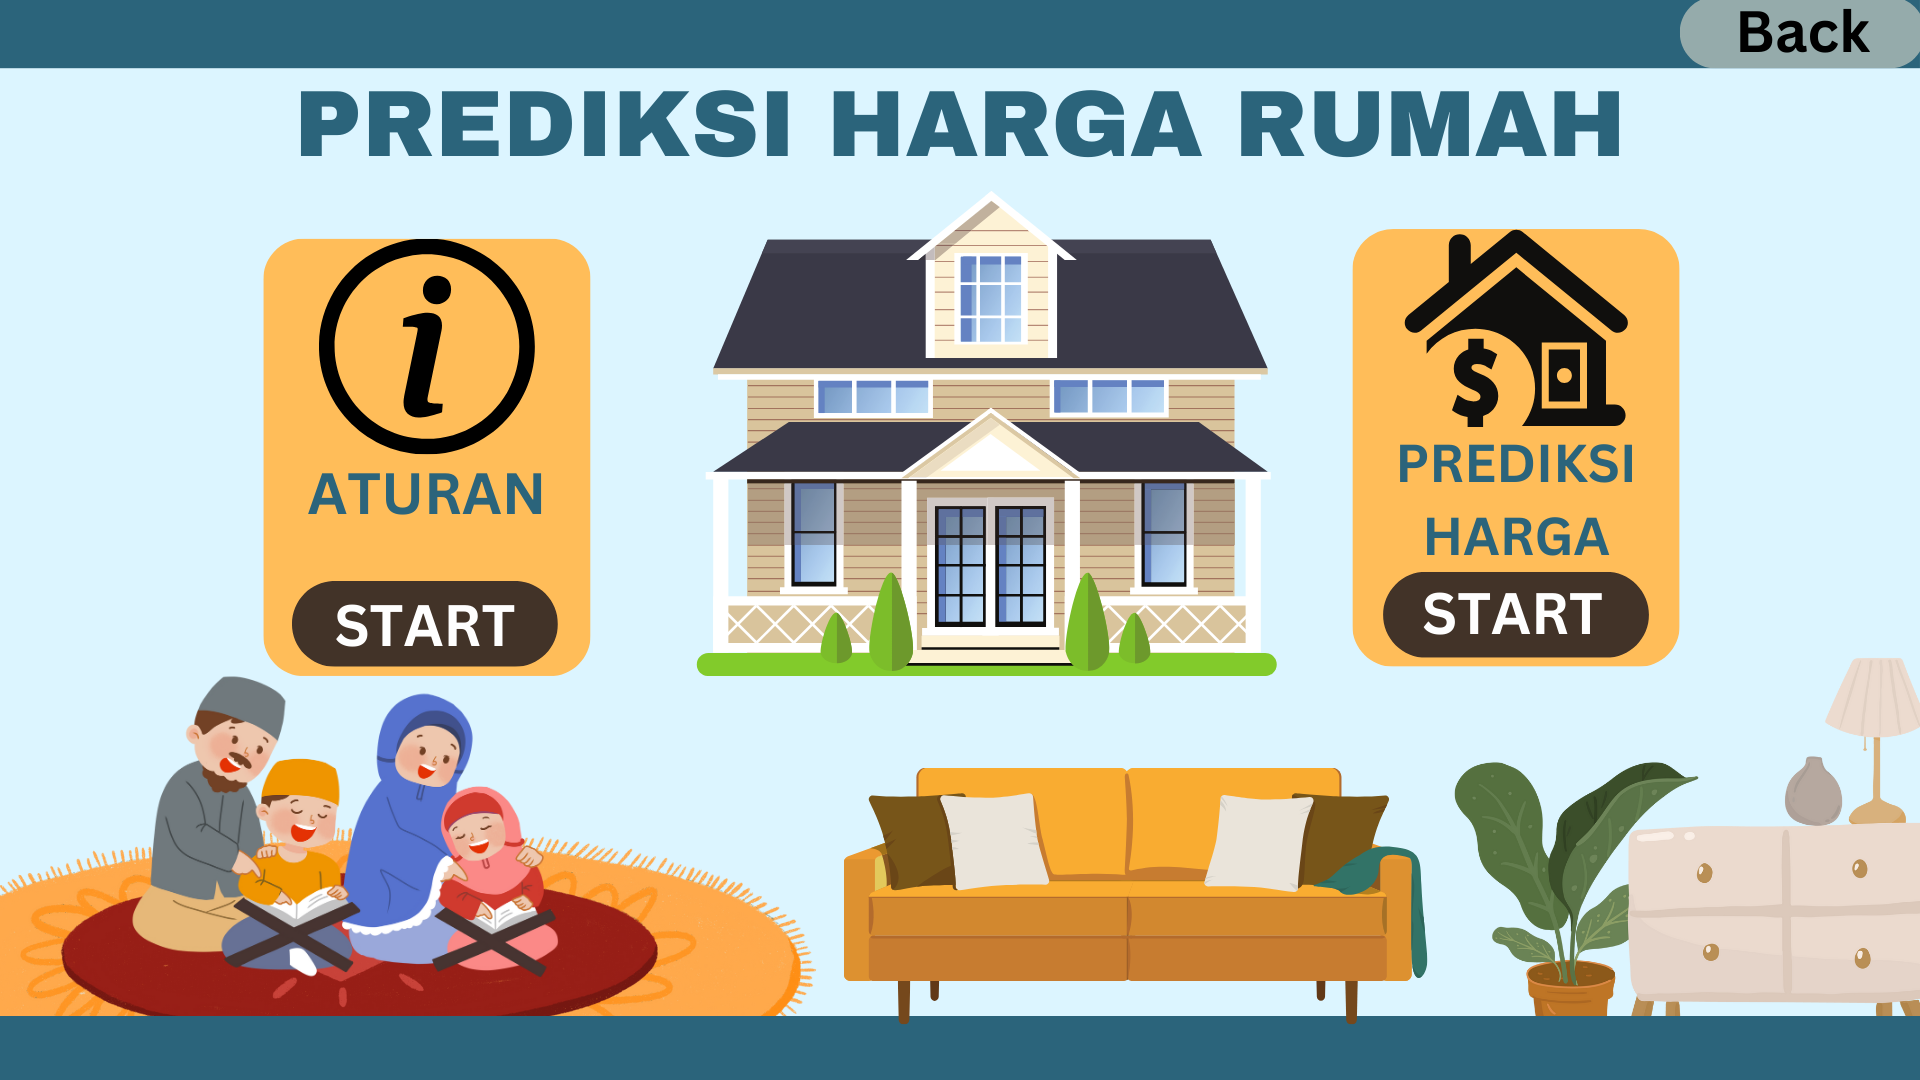 Back
PREDIKSI HARGA RUMAH
i
ATURAN
START
$
PREDIKSI
HARGA
START